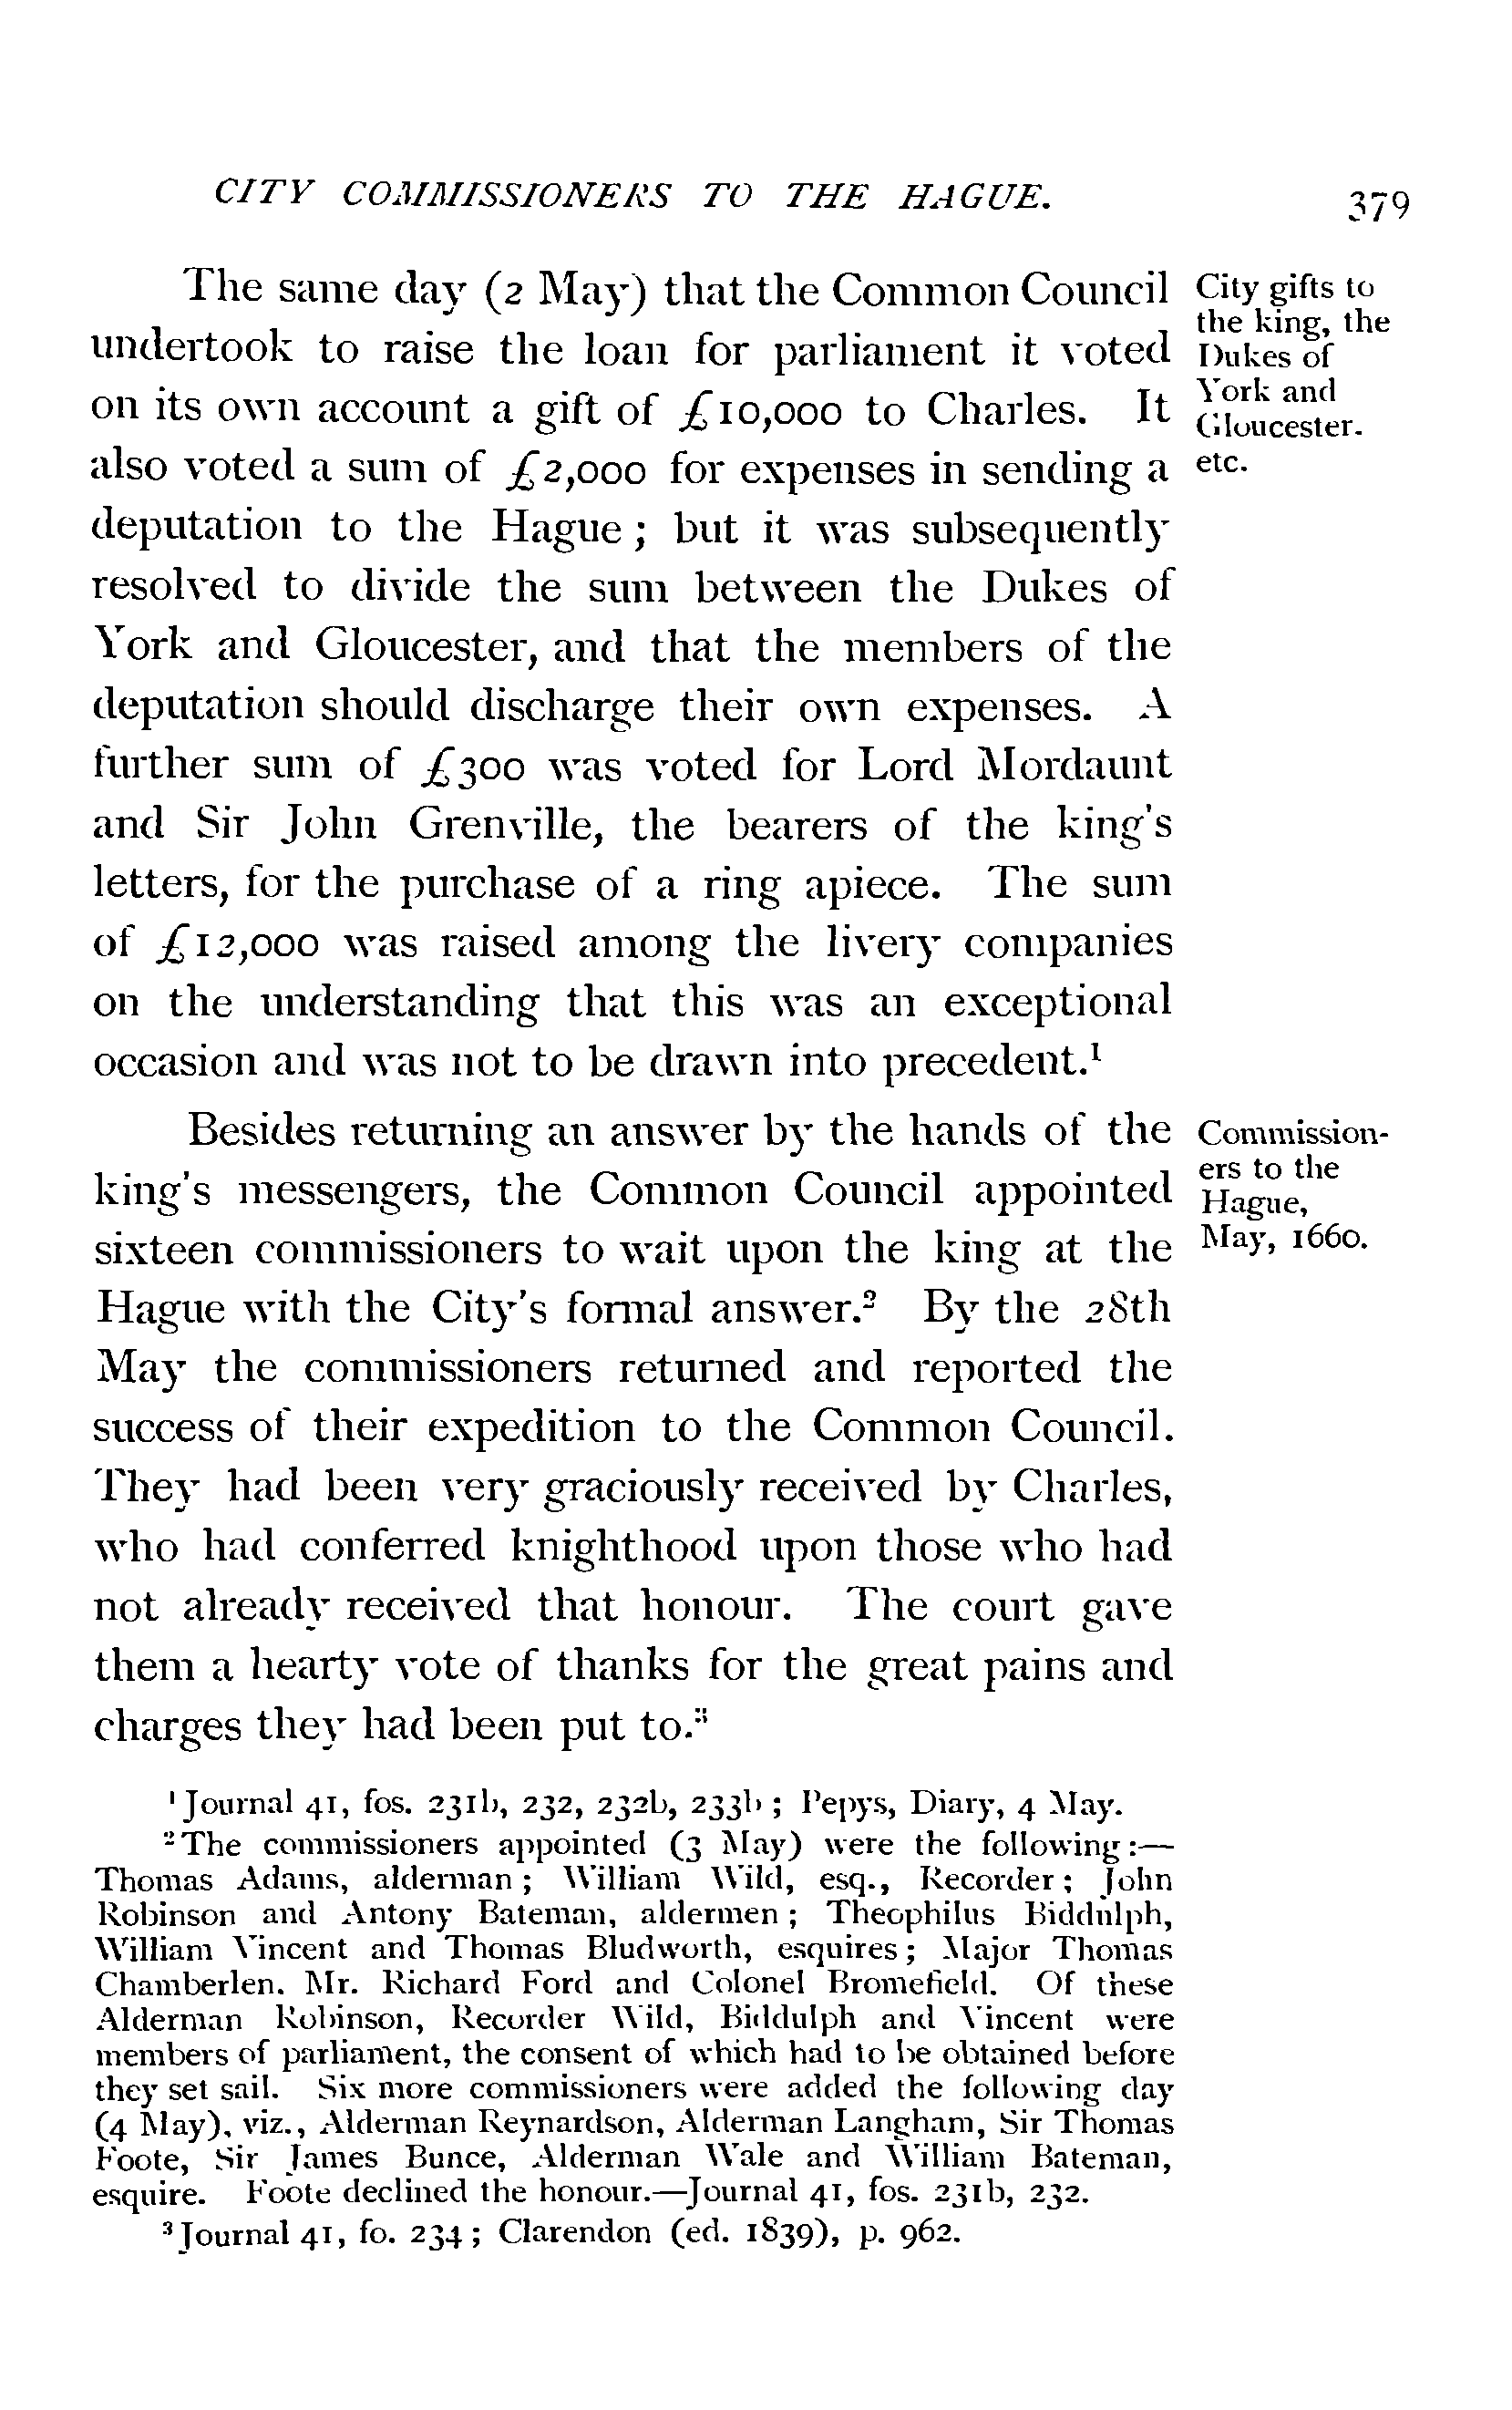 CITY COMMISSIONERS TO THE HAGUE. 379
The same day (2 May) that the Common Council
undertook to raise the loan for parliament it voted
on its own account a gift of £10,000 to Charles. It
also voted a sum of £2,000 for expenses in sending a
deputation to the Hague; but it was subsequently
resolved to divide the sum between the Dukes of
York and Gloucester, and that the members of the
deputation should discharge their own expenses. A
further sum of £300 was voted for Lord Mordaunt
and Sir John Grenville, the bearers of the king's
letters, for the purchase of a ring apiece. The sum
of £12,000 was raised among the livery companies
on the understanding that this was an exceptional
occasion and was not to be drawn into precedent.¹
City gifts to
the king, the
Dukes of
York and
Gloucester.
etc.
Besides returning an answer by the hands of the
king's messengers, the Common Council appointed
sixteen commissioners to wait upon the king at the
Hague with the City's formal answer.² By the 28th
May the commissioners returned and reported the
success of their expedition to the Common Council.
They had been very graciously received by Charles,
who had conferred knighthood upon those who had
not already received that honour. The court gave
them a hearty vote of thanks for the great pains and
charges they had been put to.³
Commission-
ers to the
Hague,
May, 1660.
¹ Journal 41, fos. 231b, 232, 232b, 233b; Pepys, Diary, 4 May.
² The commissioners appointed (3 May) were the following:—
Thomas Adams, alderman; William Wild, esq., Recorder; John
Robinson and Antony Bateman, aldermen; Theophilus Biddulph,
William Vincent and Thomas Bludworth, esquires; Major Thomas
Chamberlen. Mr. Richard Ford and Colonel Bromefield. Of these
Alderman Robinson, Recorder Wild, Biddulph and Vincent were
members of parliament, the consent of which had to be obtained before
they set sail. Six more commissioners were added the following day
(4 May), viz., Alderman Reynardson, Alderman Langham, Sir Thomas
Foote, Sir James Bunce, Alderman Wale and William Bateman,
esquire. Foote declined the honour.—Journal 41, fos. 231b, 232.
³ Journal 41, fo. 234; Clarendon (ed. 1839), p. 962.